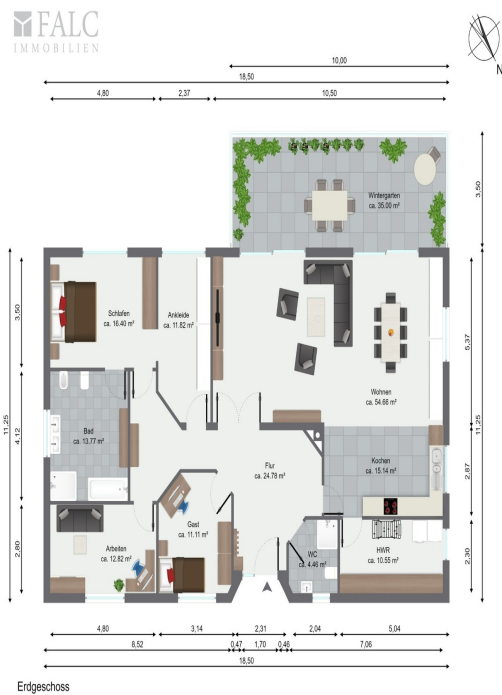 FALC
IMMOBILIEN
N
10,00
18,50
4,80 2,37 10,50
3,50
Wintergarten
ca. 35.00 m²
11,25
3,50
4,12
2,80
5,37
2,87
2,30
11,25
Schlafen
ca. 16.40 m²
Ankleide
ca. 11.82 m²
Wohnen
ca. 54.66 m²
Bad
ca. 13.77 m²
Kochen
ca. 15.14 m²
Flur
ca. 24.78 m²
Gast
ca. 11.11 m²
Arbeiten
ca. 12.82 m²
WC
ca. 4.46 m²
HWR
ca. 10.55 m²
4,80 3,14 2,31 2,04 5,04
8,52 0,47 1,70 0,46 7,06
18,50
Erdgeschoss